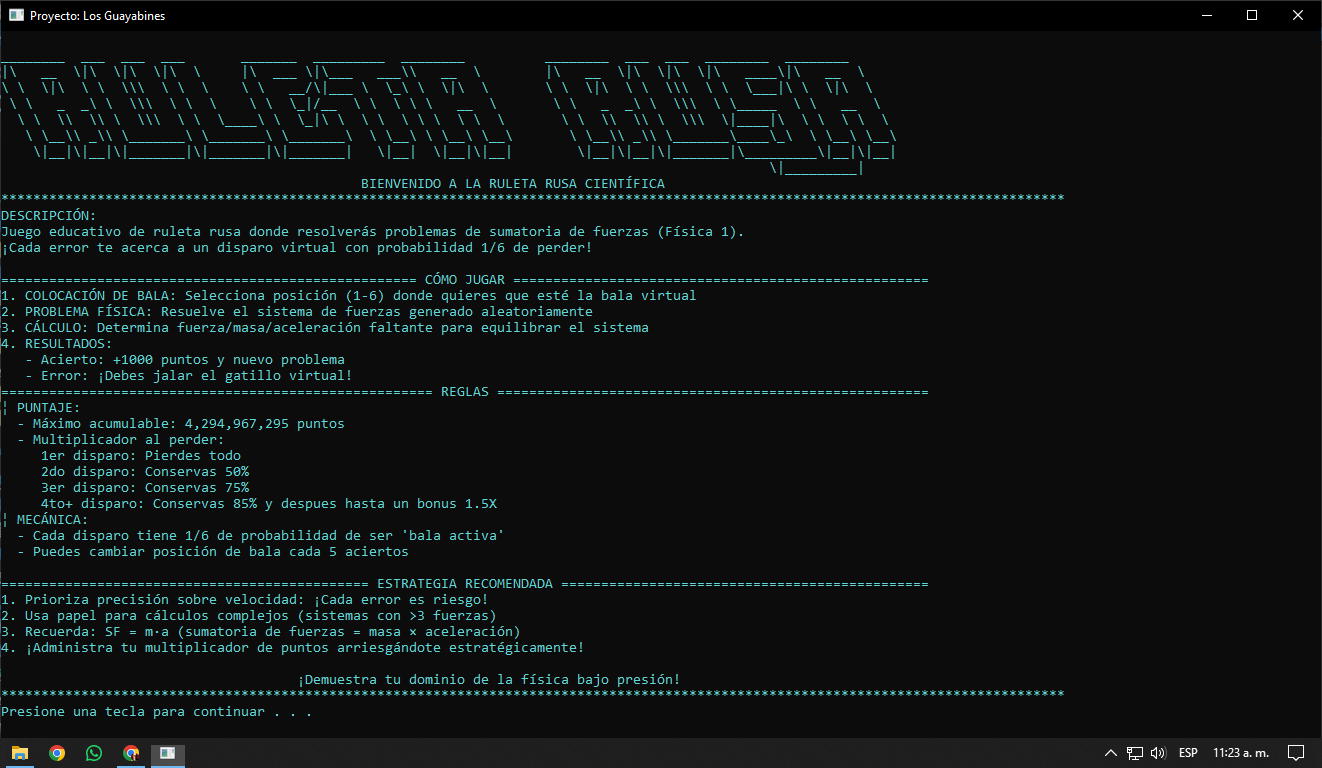 Proyecto: Los Guayabines
RULETA RUSA
BIENVENIDO A LA RULETA RUSA CIENTÍFICA
*************************************************************************************************************************************
DESCRIPCIÓN:
Juego educativo de ruleta rusa donde resolverás problemas de sumatoria de fuerzas (Física 1).
¡Cada error te acerca a un disparo virtual con probabilidad 1/6 de perder!
==================================================== CÓMO JUGAR ====================================================
1. COLOCACIÓN DE BALA: Selecciona posición (1-6) donde quieres que esté la bala virtual
2. PROBLEMA FÍSICA: Resuelve el sistema de fuerzas generado aleatoriamente
3. CÁLCULO: Determina fuerza/masa/aceleración faltante para equilibrar el sistema
4. RESULTADOS:
- Acierto: +1000 puntos y nuevo problema
- Error: ¡Debes jalar el gatillo virtual!
====================================================== REGLAS ======================================================
¦ PUNTAJE:
- Máximo acumulable: 4,294,967,295 puntos
- Multiplicador al perder:
1er disparo: Pierdes todo
2do disparo: Conservas 50%
3er disparo: Conservas 75%
4to+ disparo: Conservas 85% y despues hasta un bonus 1.5X
¦ MECÁNICA:
- Cada disparo tiene 1/6 de probabilidad de ser 'bala activa'
- Puedes cambiar posición de bala cada 5 aciertos
============================================== ESTRATEGIA RECOMENDADA ==============================================
1. Prioriza precisión sobre velocidad: ¡Cada error es riesgo!
2. Usa papel para cálculos complejos (sistemas con >3 fuerzas)
3. Recuerda: SF = m·a (sumatoria de fuerzas = masa × aceleración)
4. ¡Administra tu multiplicador de puntos arriesgándote estratégicamente!
¡Demuestra tu dominio de la física bajo presión!
*************************************************************************************************************************************
Presione una tecla para continuar . . .
ESP 11:23 a. m.